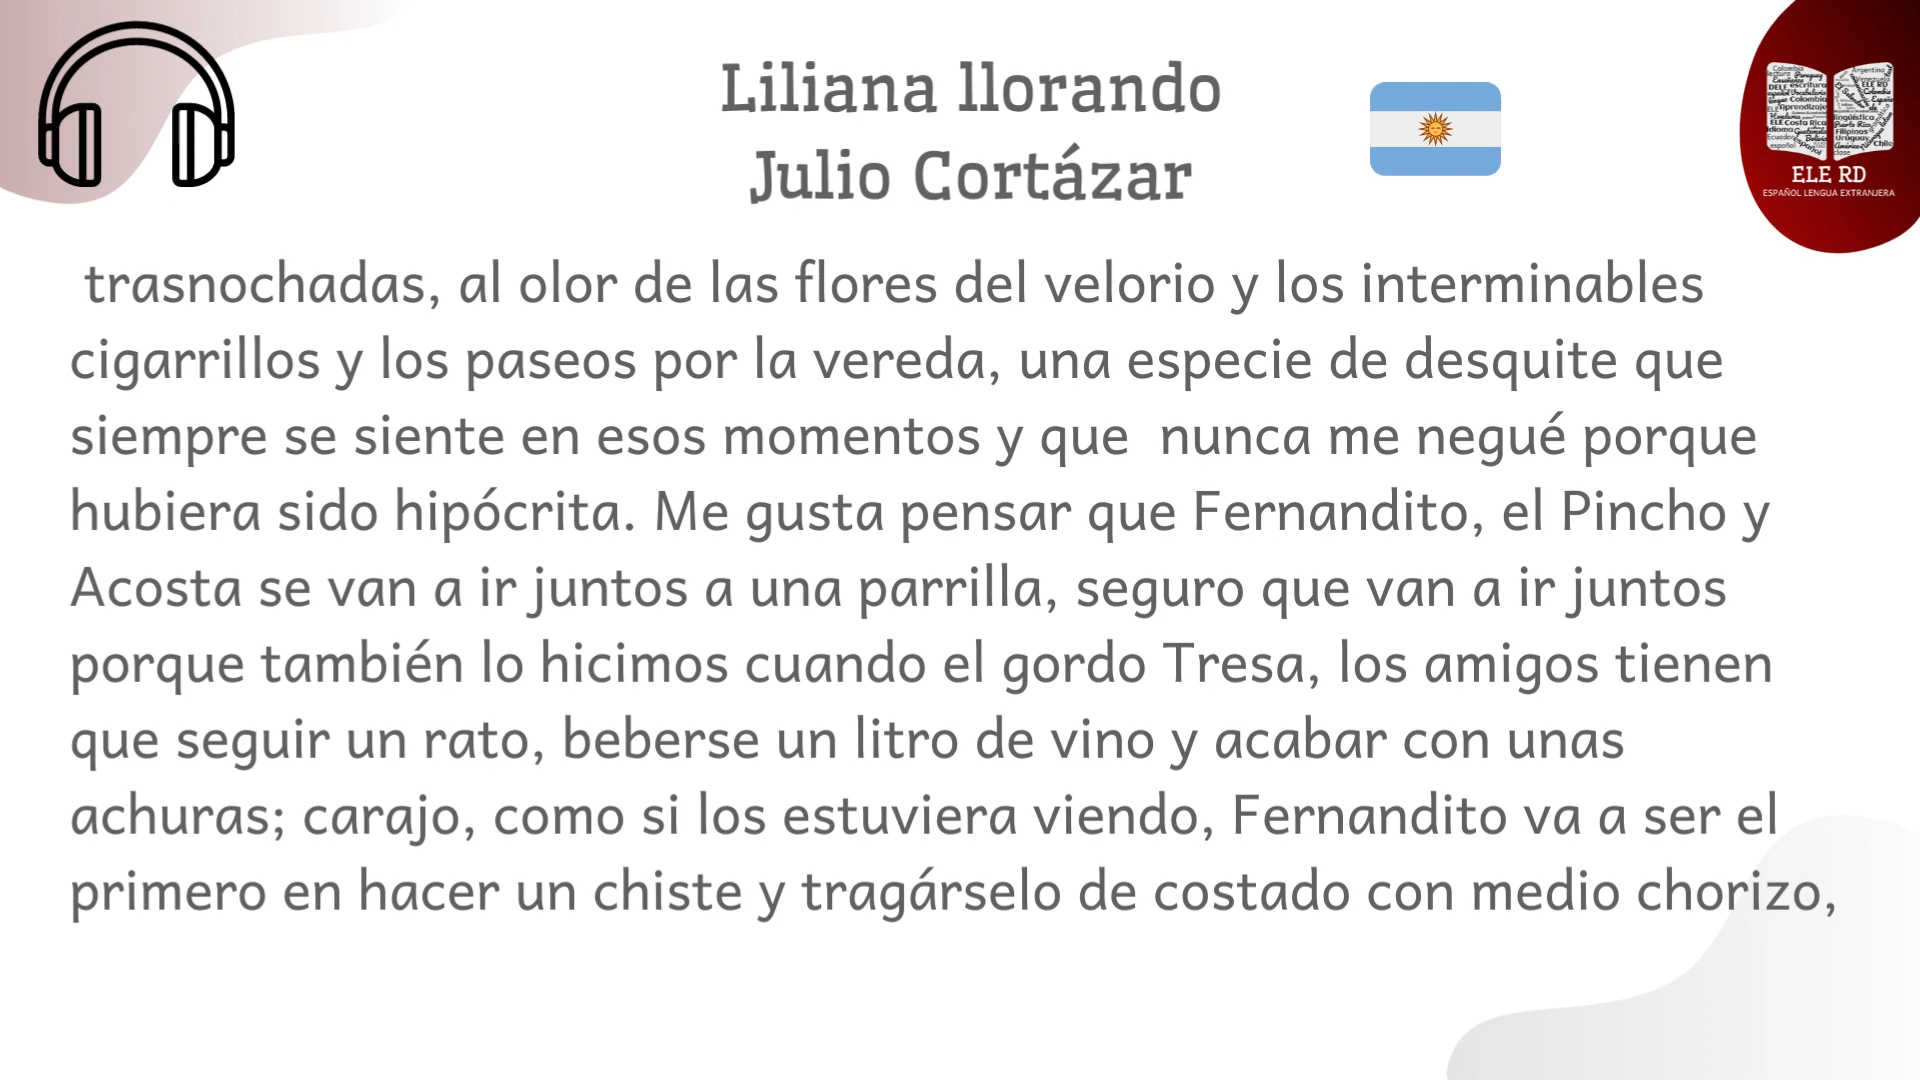 Liliana llorando
Julio Cortázar
ELE RD
ESPAÑOL LENGUA EXTRANJERA
trasnochadas, al olor de las flores del velorio y los interminables
cigarrillos y los paseos por la vereda, una especie de desquite que
siempre se siente en esos momentos y que nunca me negué porque
hubiera sido hipócrita. Me gusta pensar que Fernandito, el Pincho y
Acosta se van a ir juntos a una parrilla, seguro que van a ir juntos
porque también lo hicimos cuando el gordo Tresa, los amigos tienen
que seguir un rato, beberse un litro de vino y acabar con unas
achuras; carajo, como si los estuviera viendo, Fernandito va a ser el
primero en hacer un chiste y tragárselo de costado con medio chorizo,